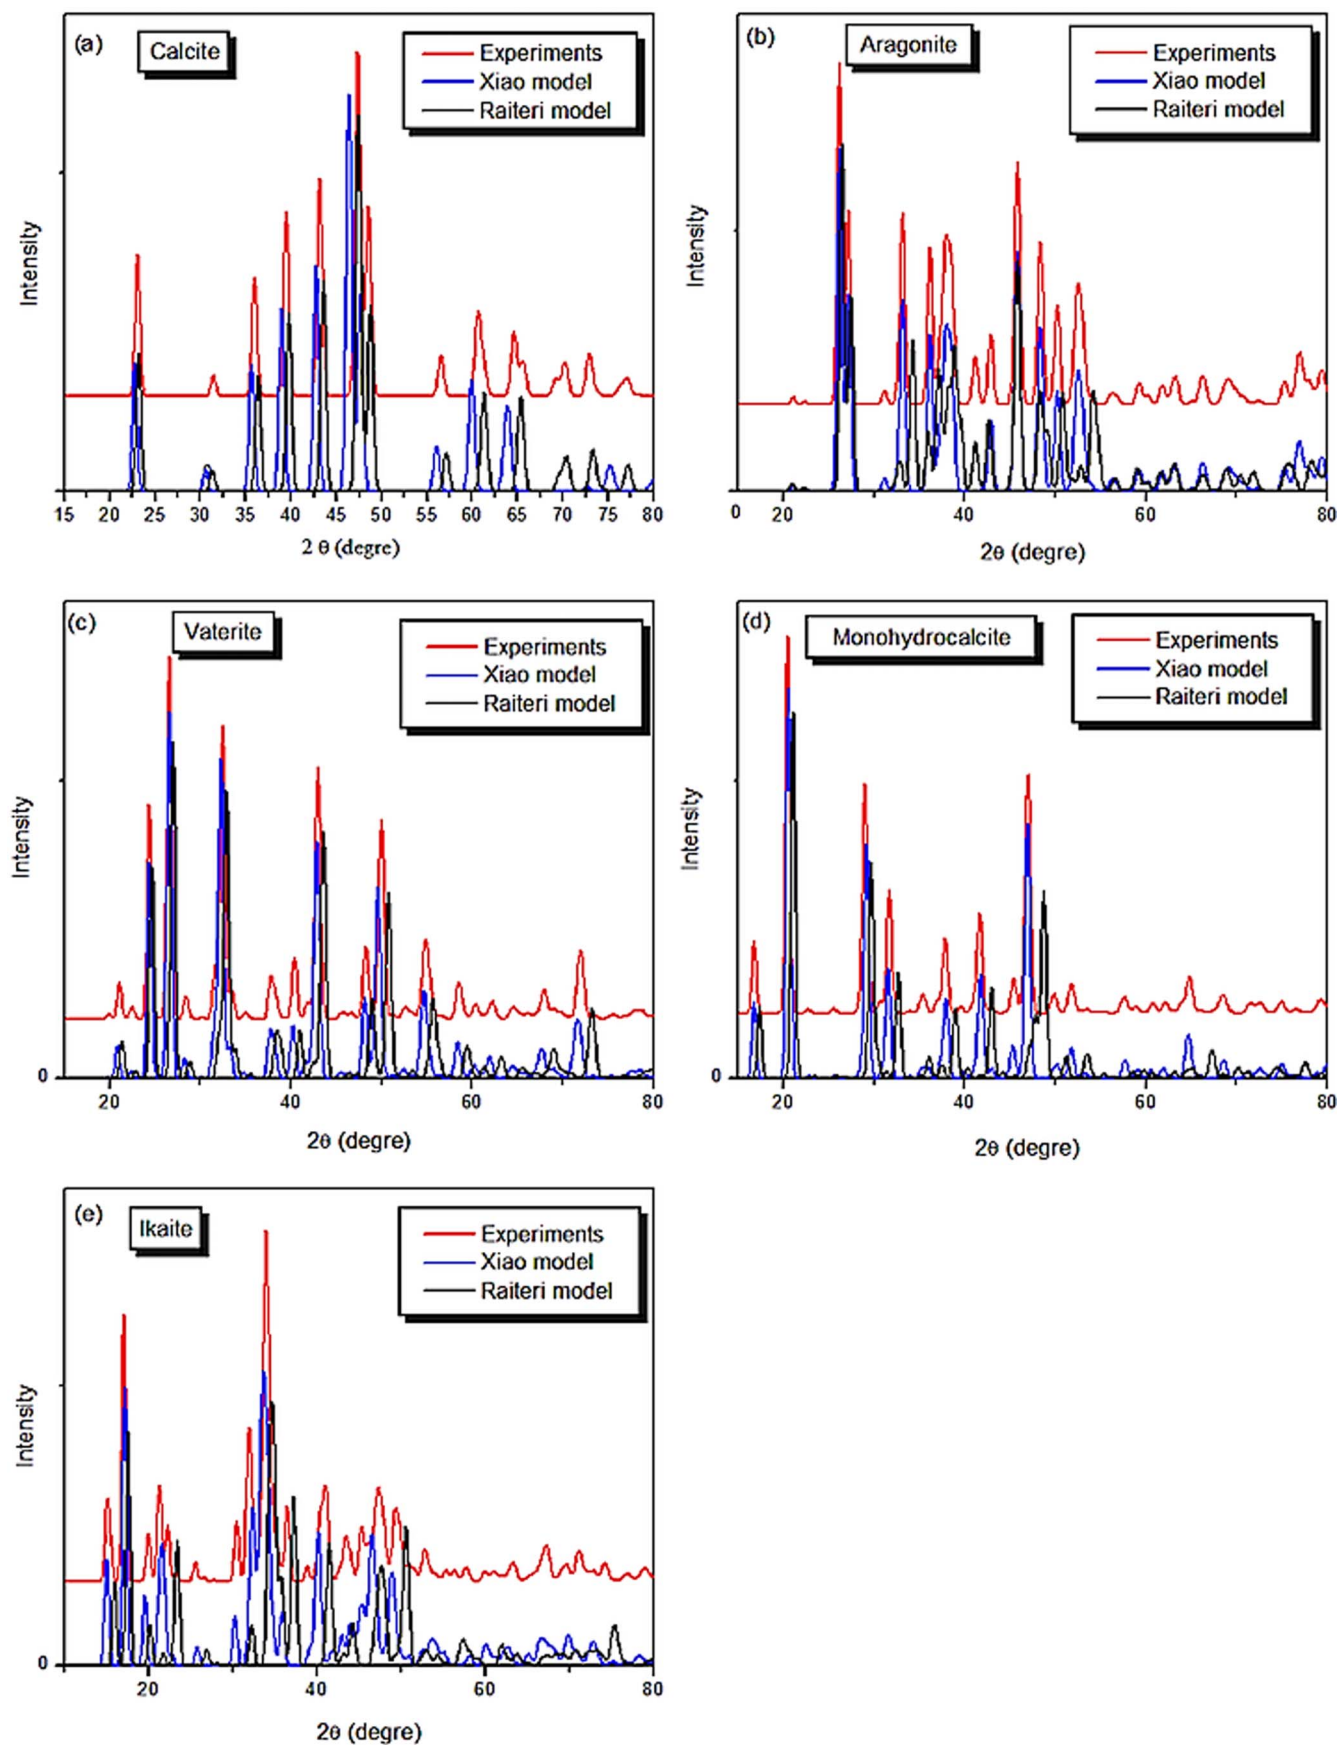 (a)
Calcite
Experiments
Xiao model
Raiteri model
Intensity
15 20 25 25 35 40 45 50 55 60 65 70 75 80
2 θ (degre)
(b)
Aragonite
Experiments
Xiao model
Raiteri model
Intensity
0 20 40 60 80
2θ (degre)
(c)
Vaterite
Experiments
Xiao model
Raiteri model
Intensity
0
20 40 60 80
2θ (degre)
(d)
Monohydrocalcite
Experiments
Xiao model
Raiteri model
Intensity
0
20 40 60 80
2θ (degre)
(e)
Ikaite
Experiments
Xiao model
Raiteri model
Intensity
0
20 40 60 80
2θ (degre)